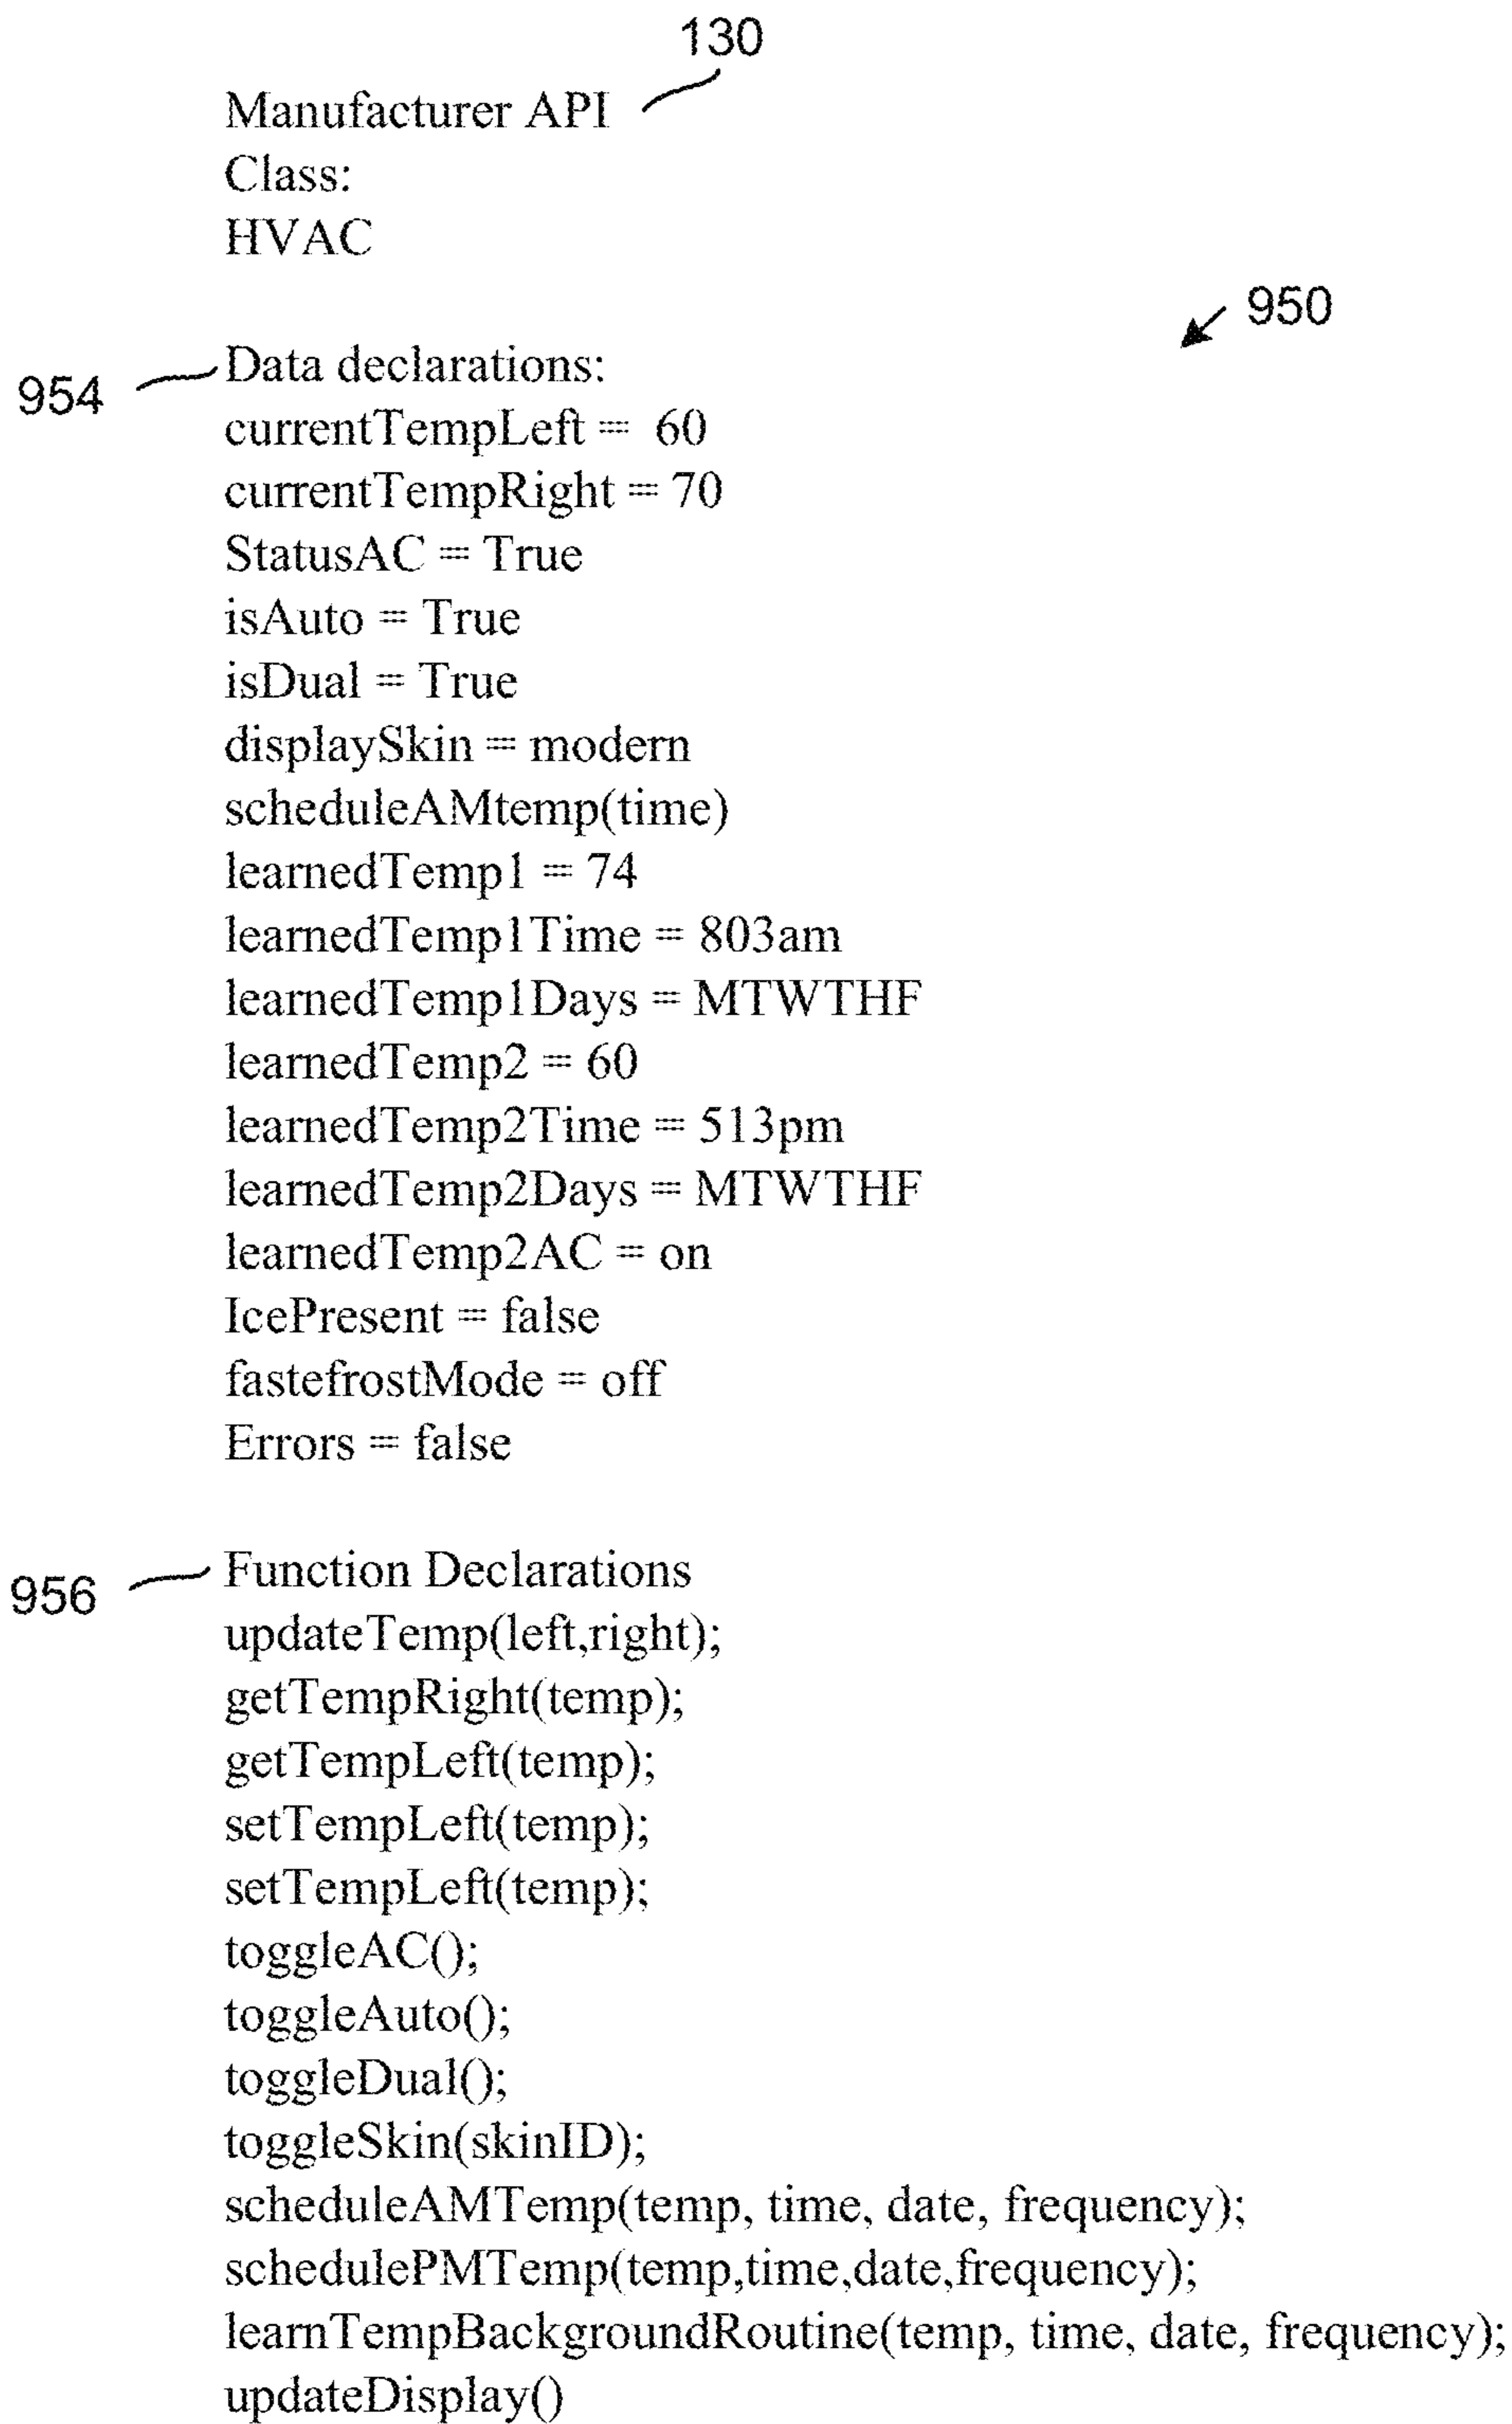 130
Manufacturer API
Class:
HVAC
950
954
Data declarations:
currentTempLeft = 60
currentTempRight = 70
StatusAC = True
isAuto = True
isDual = True
displaySkin = modern
scheduleAMtemp(time)
learnedTemp1 = 74
learnedTemp1Time = 803am
learnedTemp1Days = MTWTHF
learnedTemp2 = 60
learnedTemp2Time = 513pm
learnedTemp2Days = MTWTHF
learnedTemp2AC = on
IcePresent = false
fastefrostMode = off
Errors = false
956
Function Declarations
updateTemp(left,right);
getTempRight(temp);
getTempLeft(temp);
setTempLeft(temp);
setTempLeft(temp);
toggleAC();
toggleAuto();
toggleDual();
toggleSkin(skinID);
scheduleAMTemp(temp, time, date, frequency);
schedulePMTemp(temp,time,date,frequency);
learnTempBackgroundRoutine(temp, time, date, frequency);
updateDisplay()